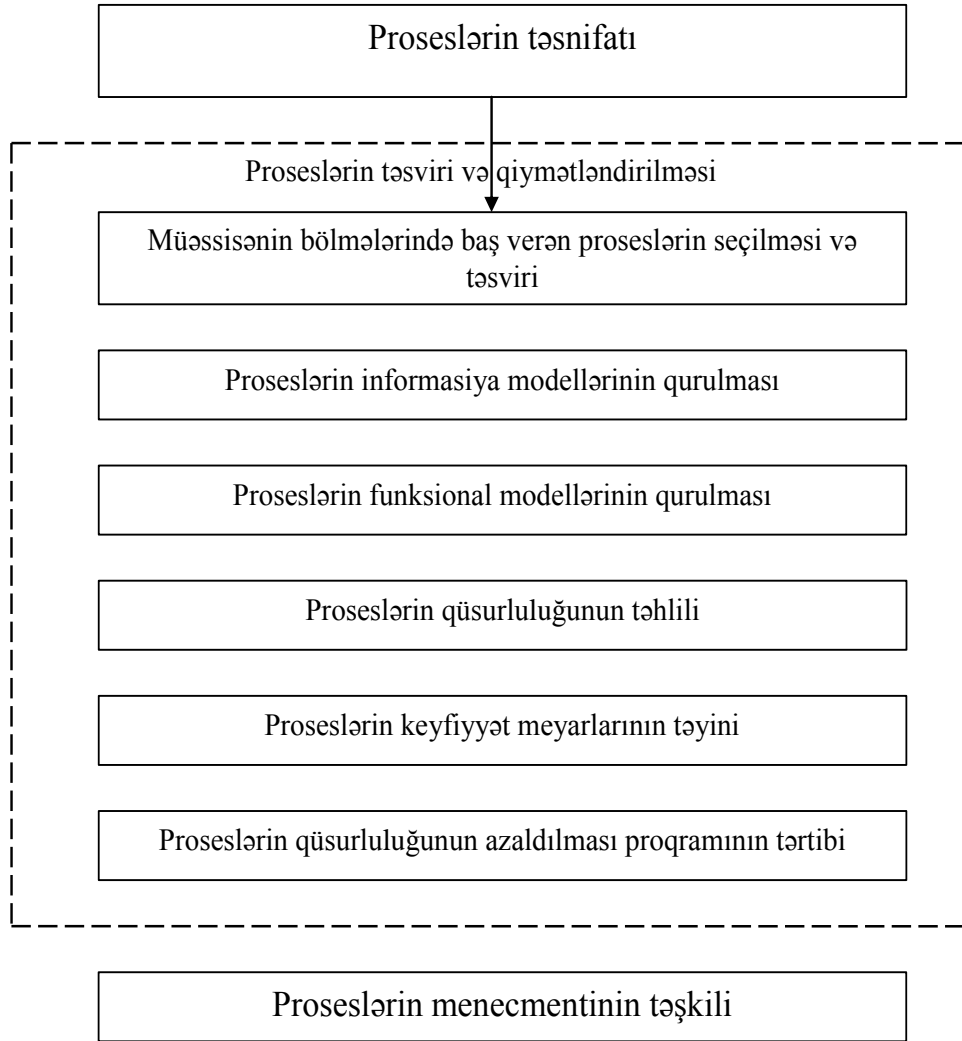 Proseslərin təsnifatı
Proseslərin təsviri və qiymətləndirilməsi
Müəssisənin bölmələrində baş verən proseslərin seçilməsi və
təsviri
Proseslərin informasiya modellərinin qurulması
Proseslərin funksional modellərinin qurulması
Proseslərin qüsurluluğunun təhlili
Proseslərin keyfiyyət meyarlarının təyini
Proseslərin qüsurluluğunun azaldılması proqramının tərtibi
Proseslərin menecmentinin təşkili